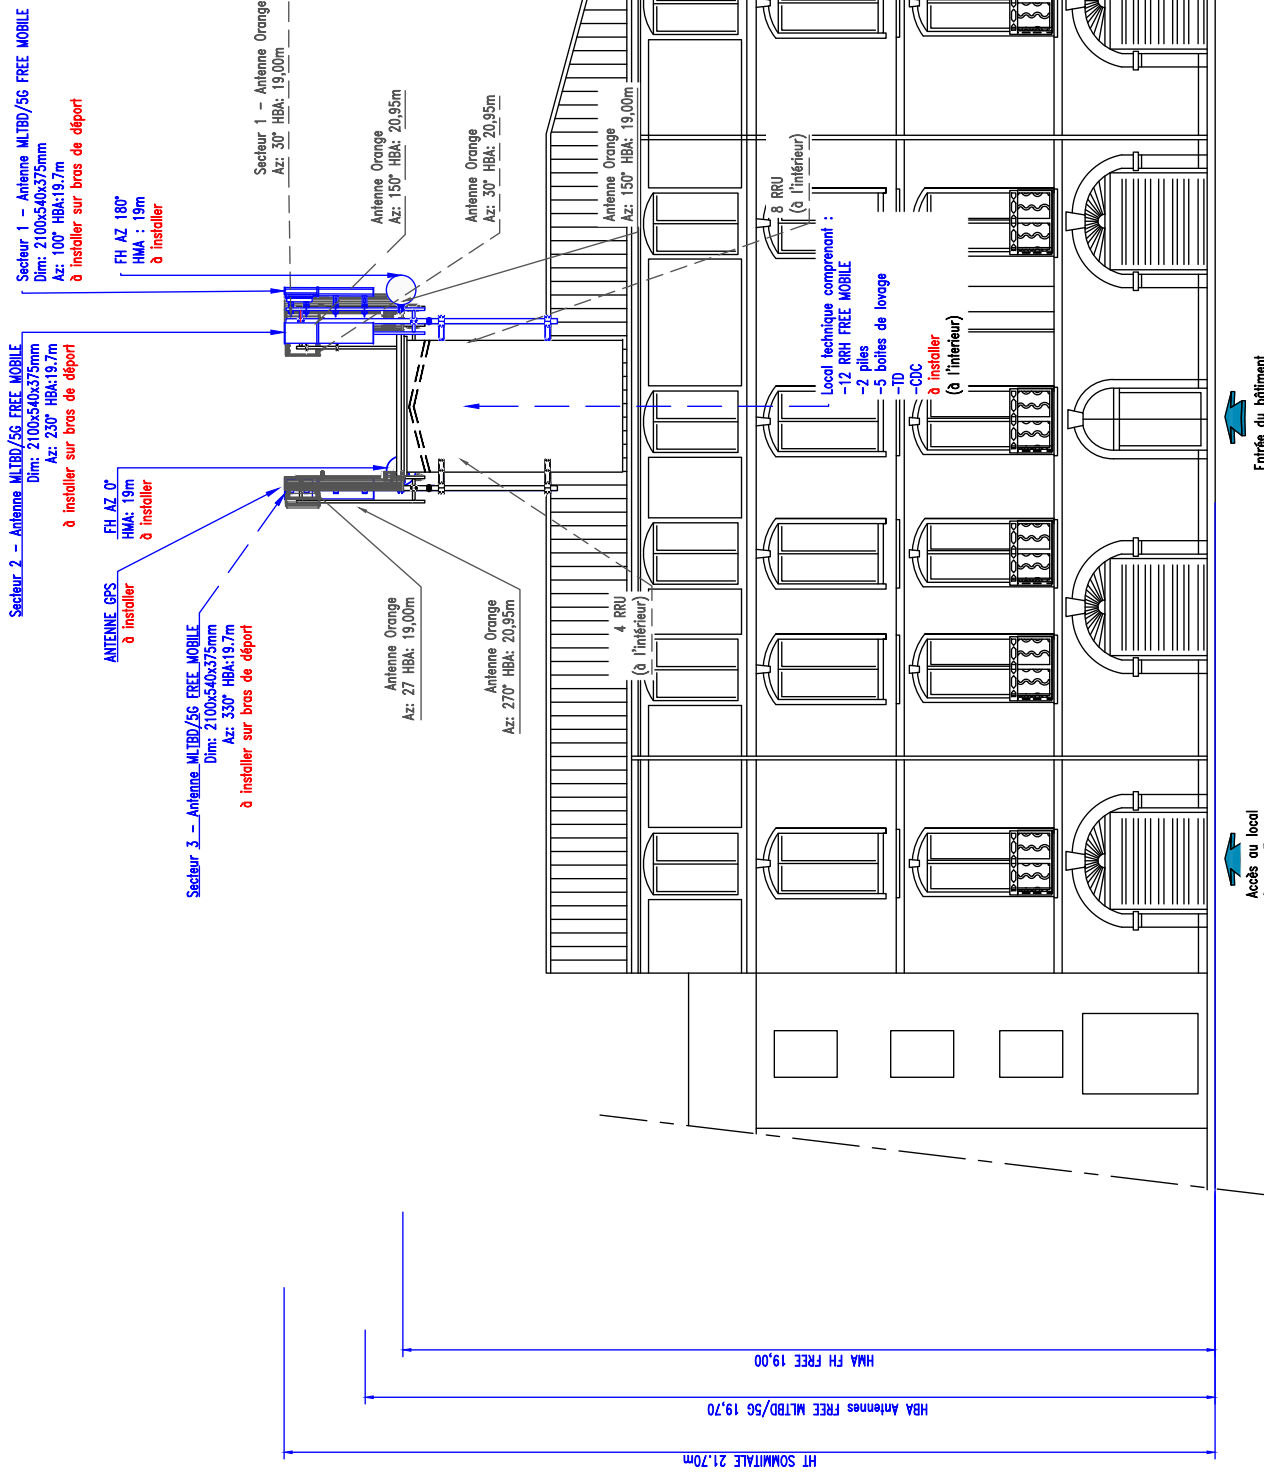 Secteur 1 - Antenne MLTBD/5G FREE MOBILE
Dim: 2100x540x375mm
Az: 100° HBA:19.7m
à installer sur bras de déport
FH AZ 180°
HMA : 19m
à installer
Secteur 1 - Antenne Orange
Az: 30° HBA: 19,00m
Antenne Orange
Az: 150° HBA: 20,95m
Antenne Orange
Az: 30° HBA: 20,95m
Antenne Orange
Az: 150° HBA: 19,00m
8 RRU
(à l'intérieur)
Secteur 2 - Antenne MLTBD/5G FREE MOBILE
Dim: 2100x540x375mm
Az: 230° HBA:19.7m
à installer sur bras de déport
FH AZ 0°
HMA: 19m
à installer
ANTENNE GPS
à installer
Secteur 3 - Antenne MLTBD/5G FREE MOBILE
Dim: 2100x540x375mm
Az: 330° HBA:19.7m
à installer sur bras de déport
Antenne Orange
Az: 27 HBA: 19,00m
Antenne Orange
Az: 270° HBA: 20,95m
4 RRU
(à l'intérieur)
Local technique comprenant :
-12 RRH FREE MOBILE
-2 piles
-5 boites de lovage
-TD
-CDC
à installer
(à l'interieur)
Entrée du bâtiment
Accès au local
HMA FH FREE 19,00
HBA Antennes FREE MLTBD/5G 19,70
HT SOMMITALE 21.70m